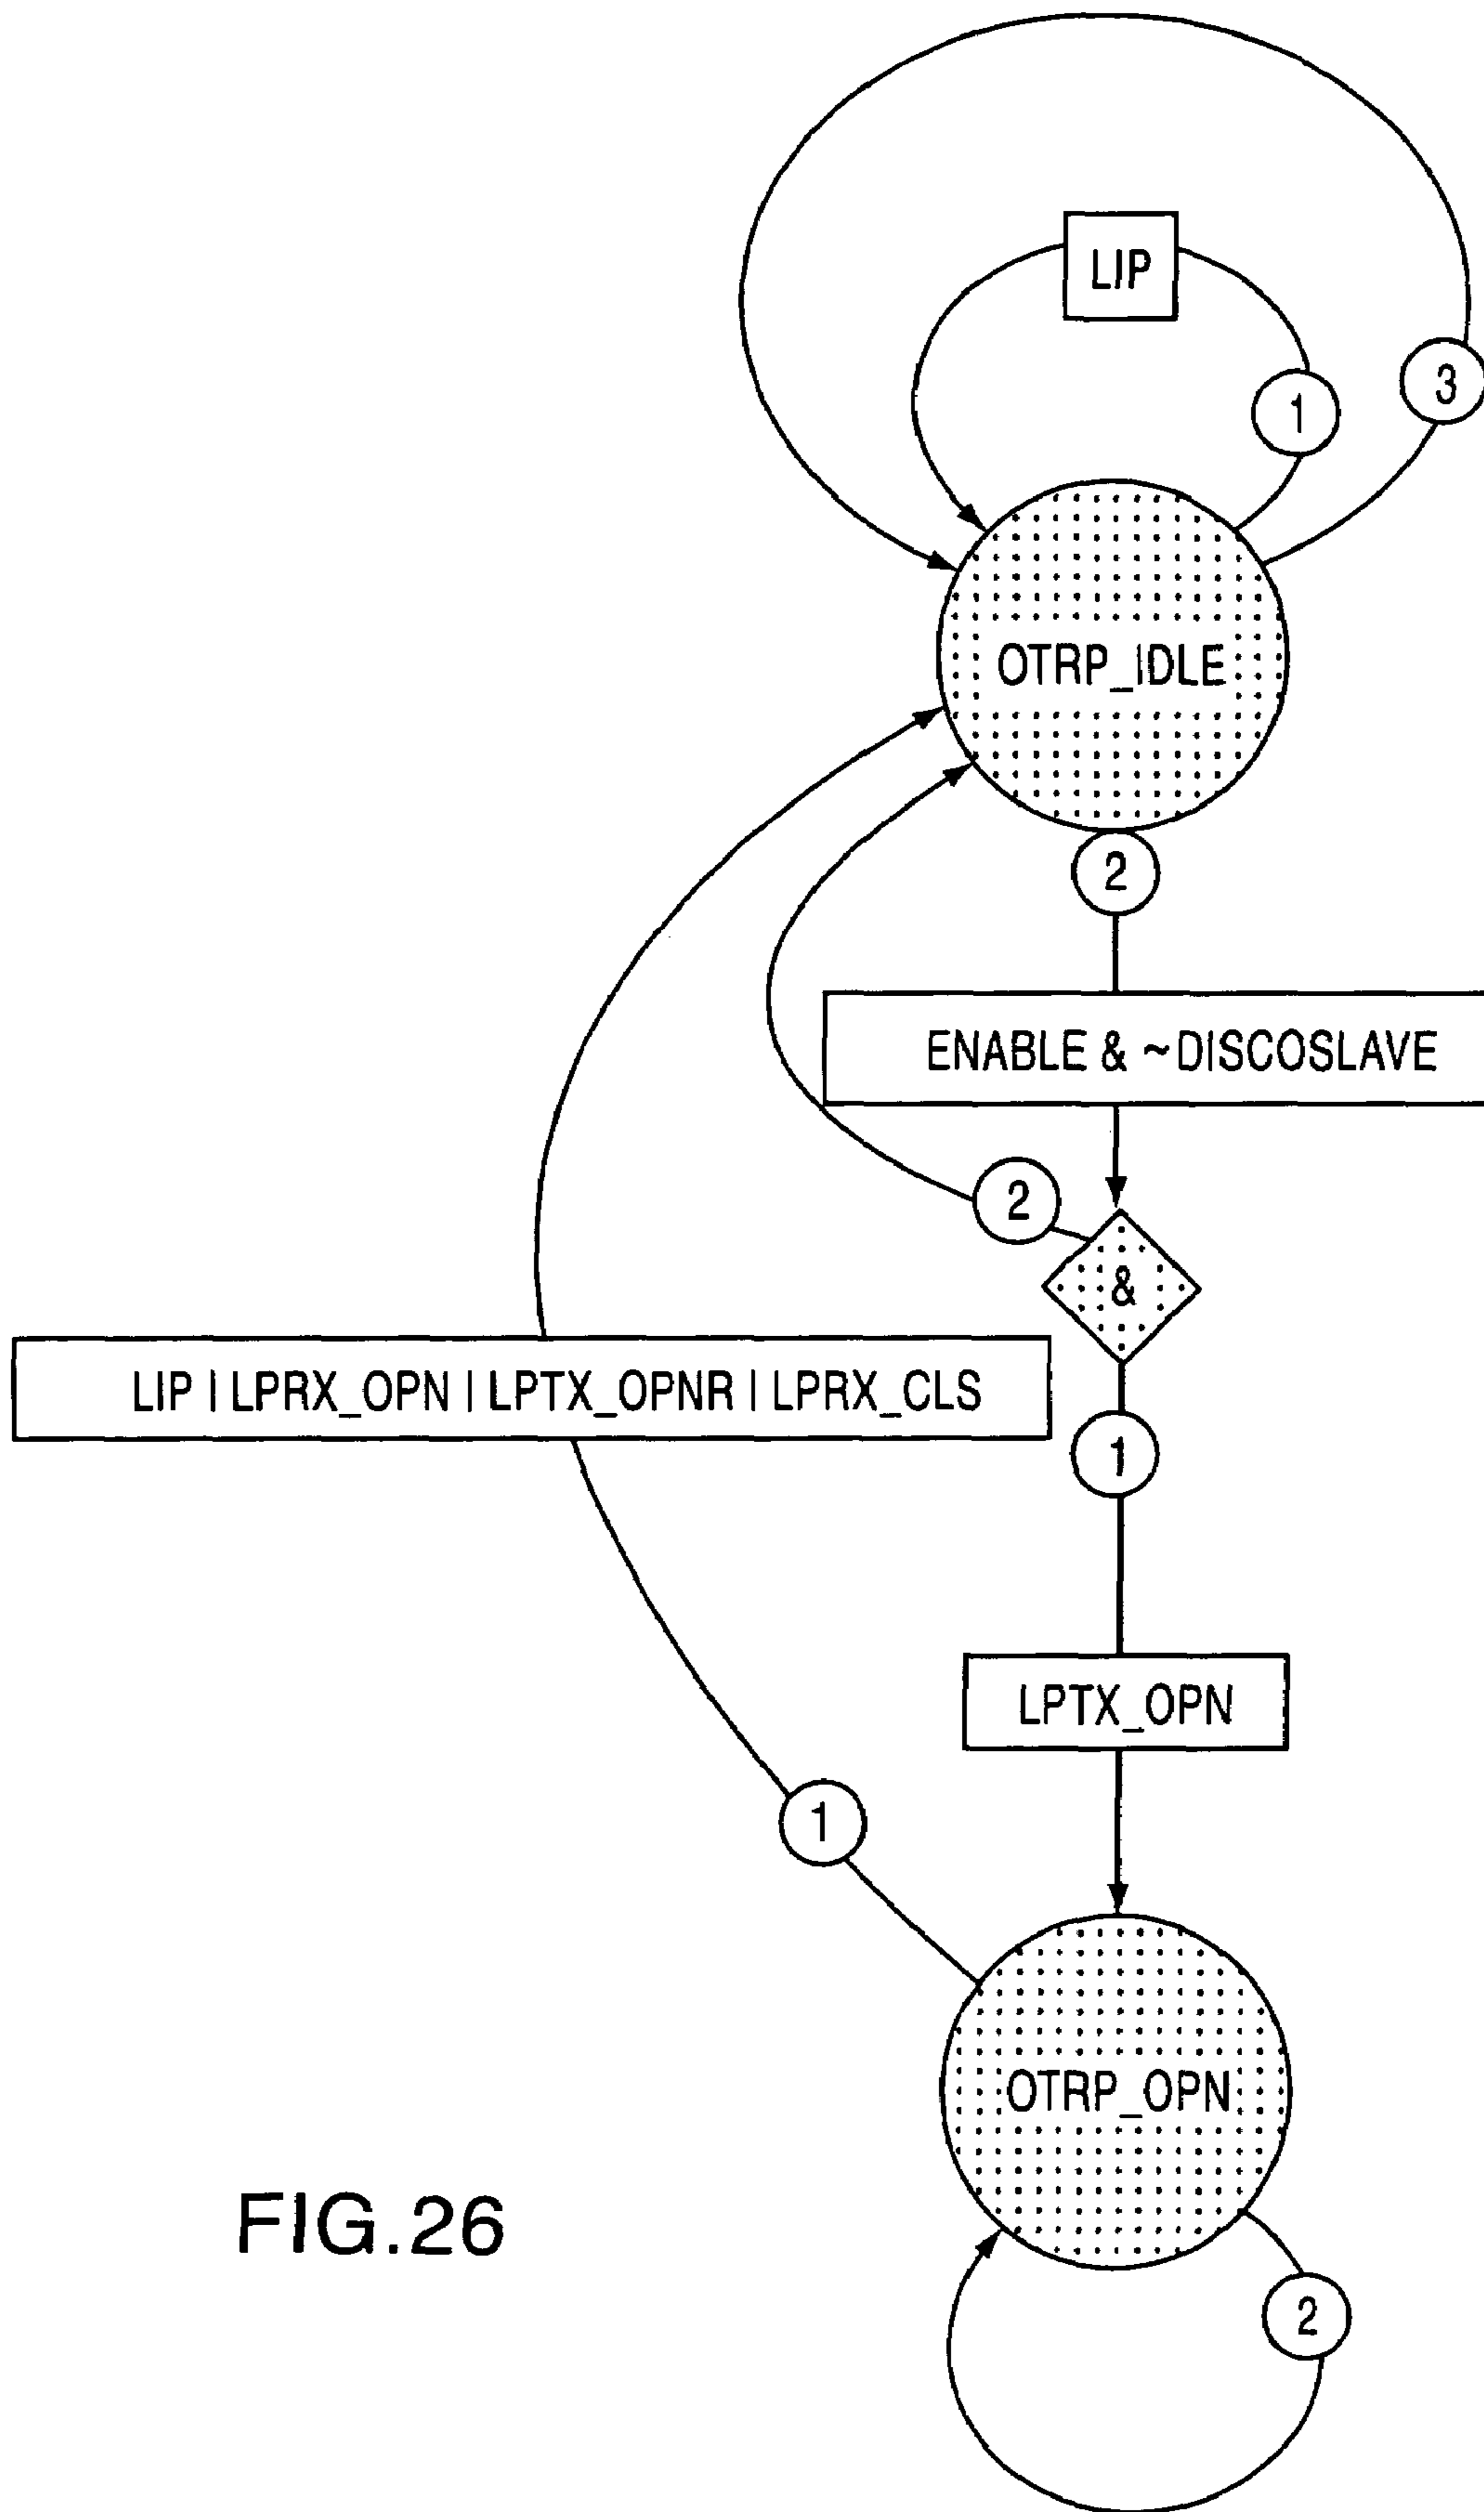 LIP
3
1
OTRP_IDLE
2
ENABLE & ~DISCOSLAVE
2
&
LIP | LPRX_OPN | LPTX_OPNR | LPRX_CLS
1
LPTX_OPN
1
OTRP_OPN
FIG.26
2